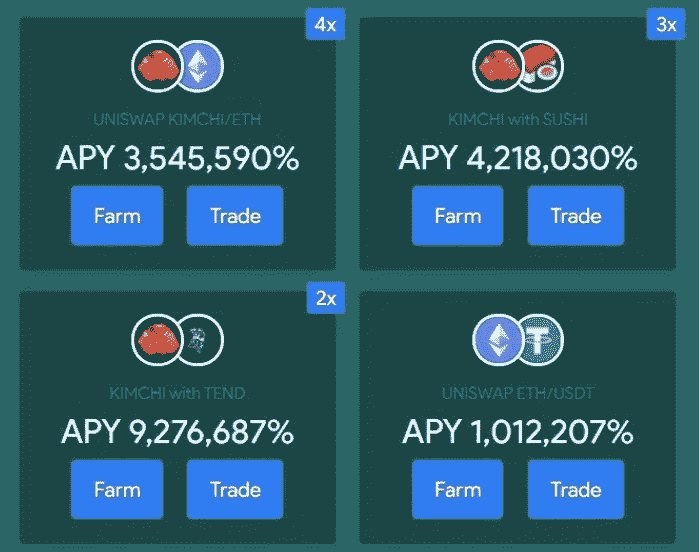 4x
UNISWAP KIMCHI/ETH
APY 3,545,590%
Farm Trade
3x
KIMCHI with SUSHI
APY 4,218,030%
Farm Trade
2x
KIMCHI with TEND
APY 9,276,687%
Farm Trade
UNISWAP ETH/USDT
APY 1,012,207%
Farm Trade